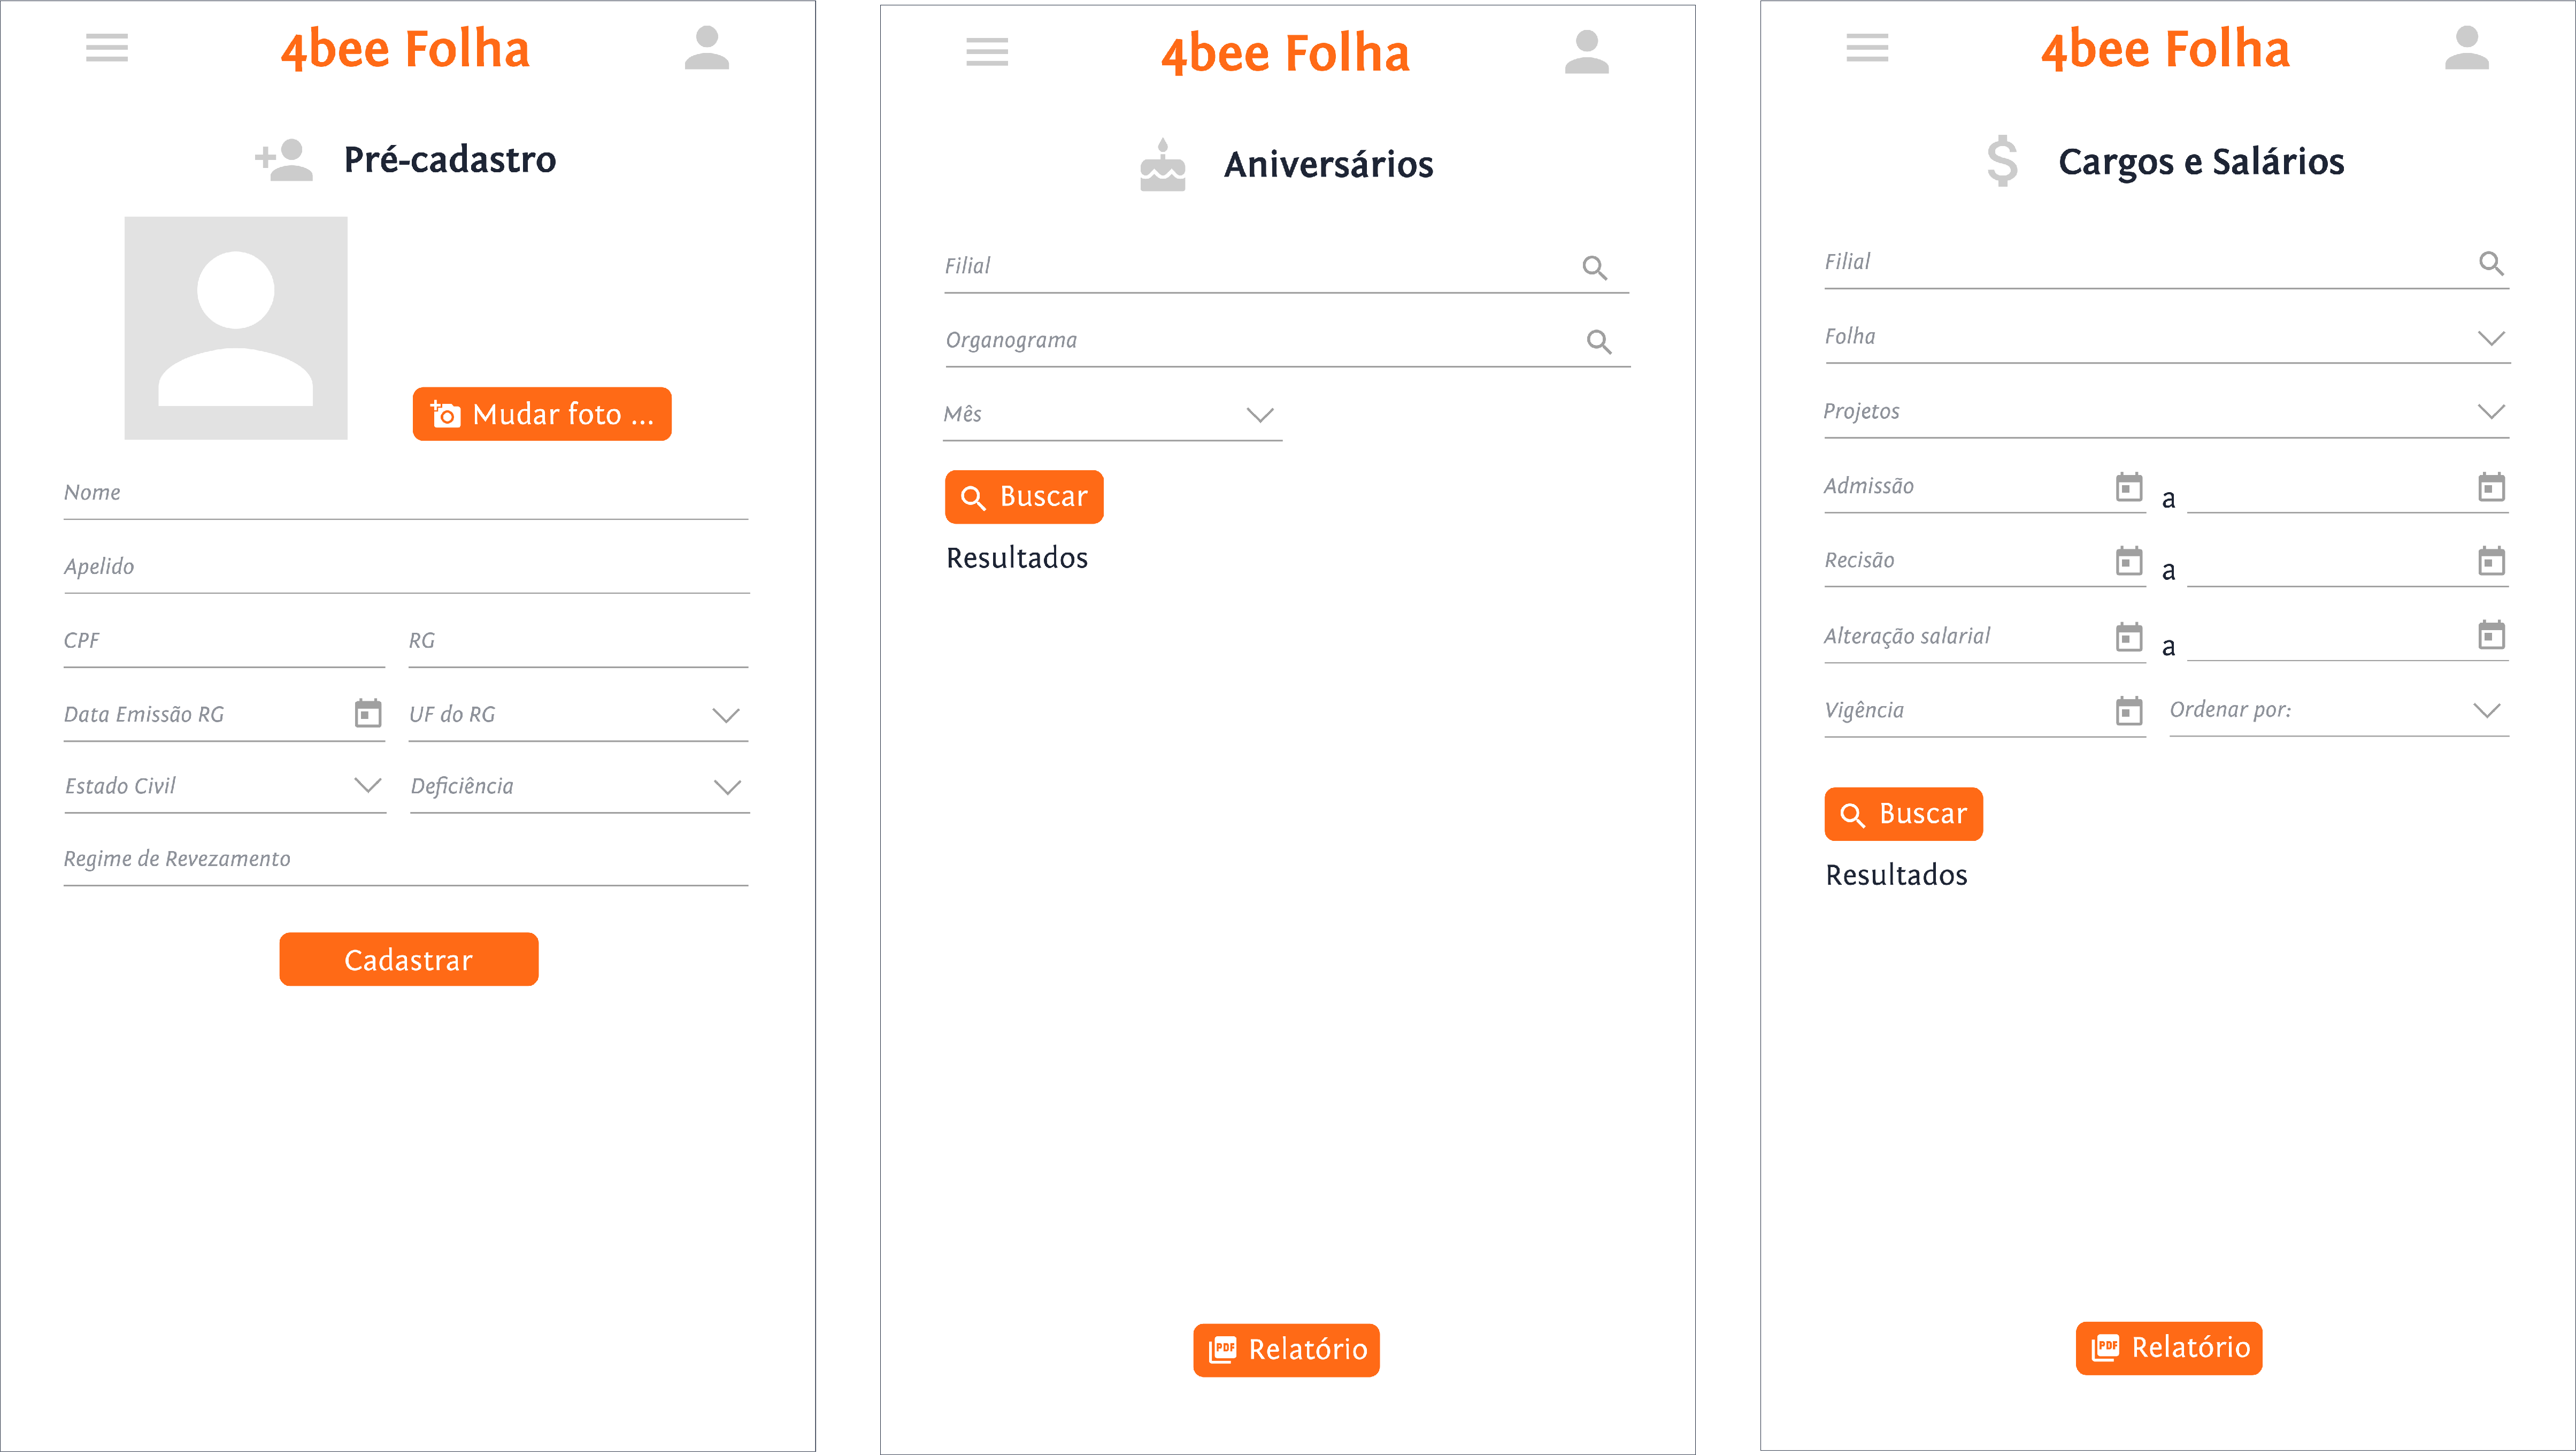 4bee Folha
Pré-cadastro
Mudar foto ...
Nome
Apelido
CPF RG
Data Emissão RG UF do RG
Estado Civil Deficiência
Regime de Revezamento
Cadastrar
4bee Folha
Aniversários
Filial
Organograma
Mês
Buscar
Resultados
PDF Relatório
4bee Folha
Cargos e Salários
Filial
Folha
Projetos
Admissão a
Recisão a
Alteração salarial a
Vigência Ordenar por:
Buscar
Resultados
PDF Relatório